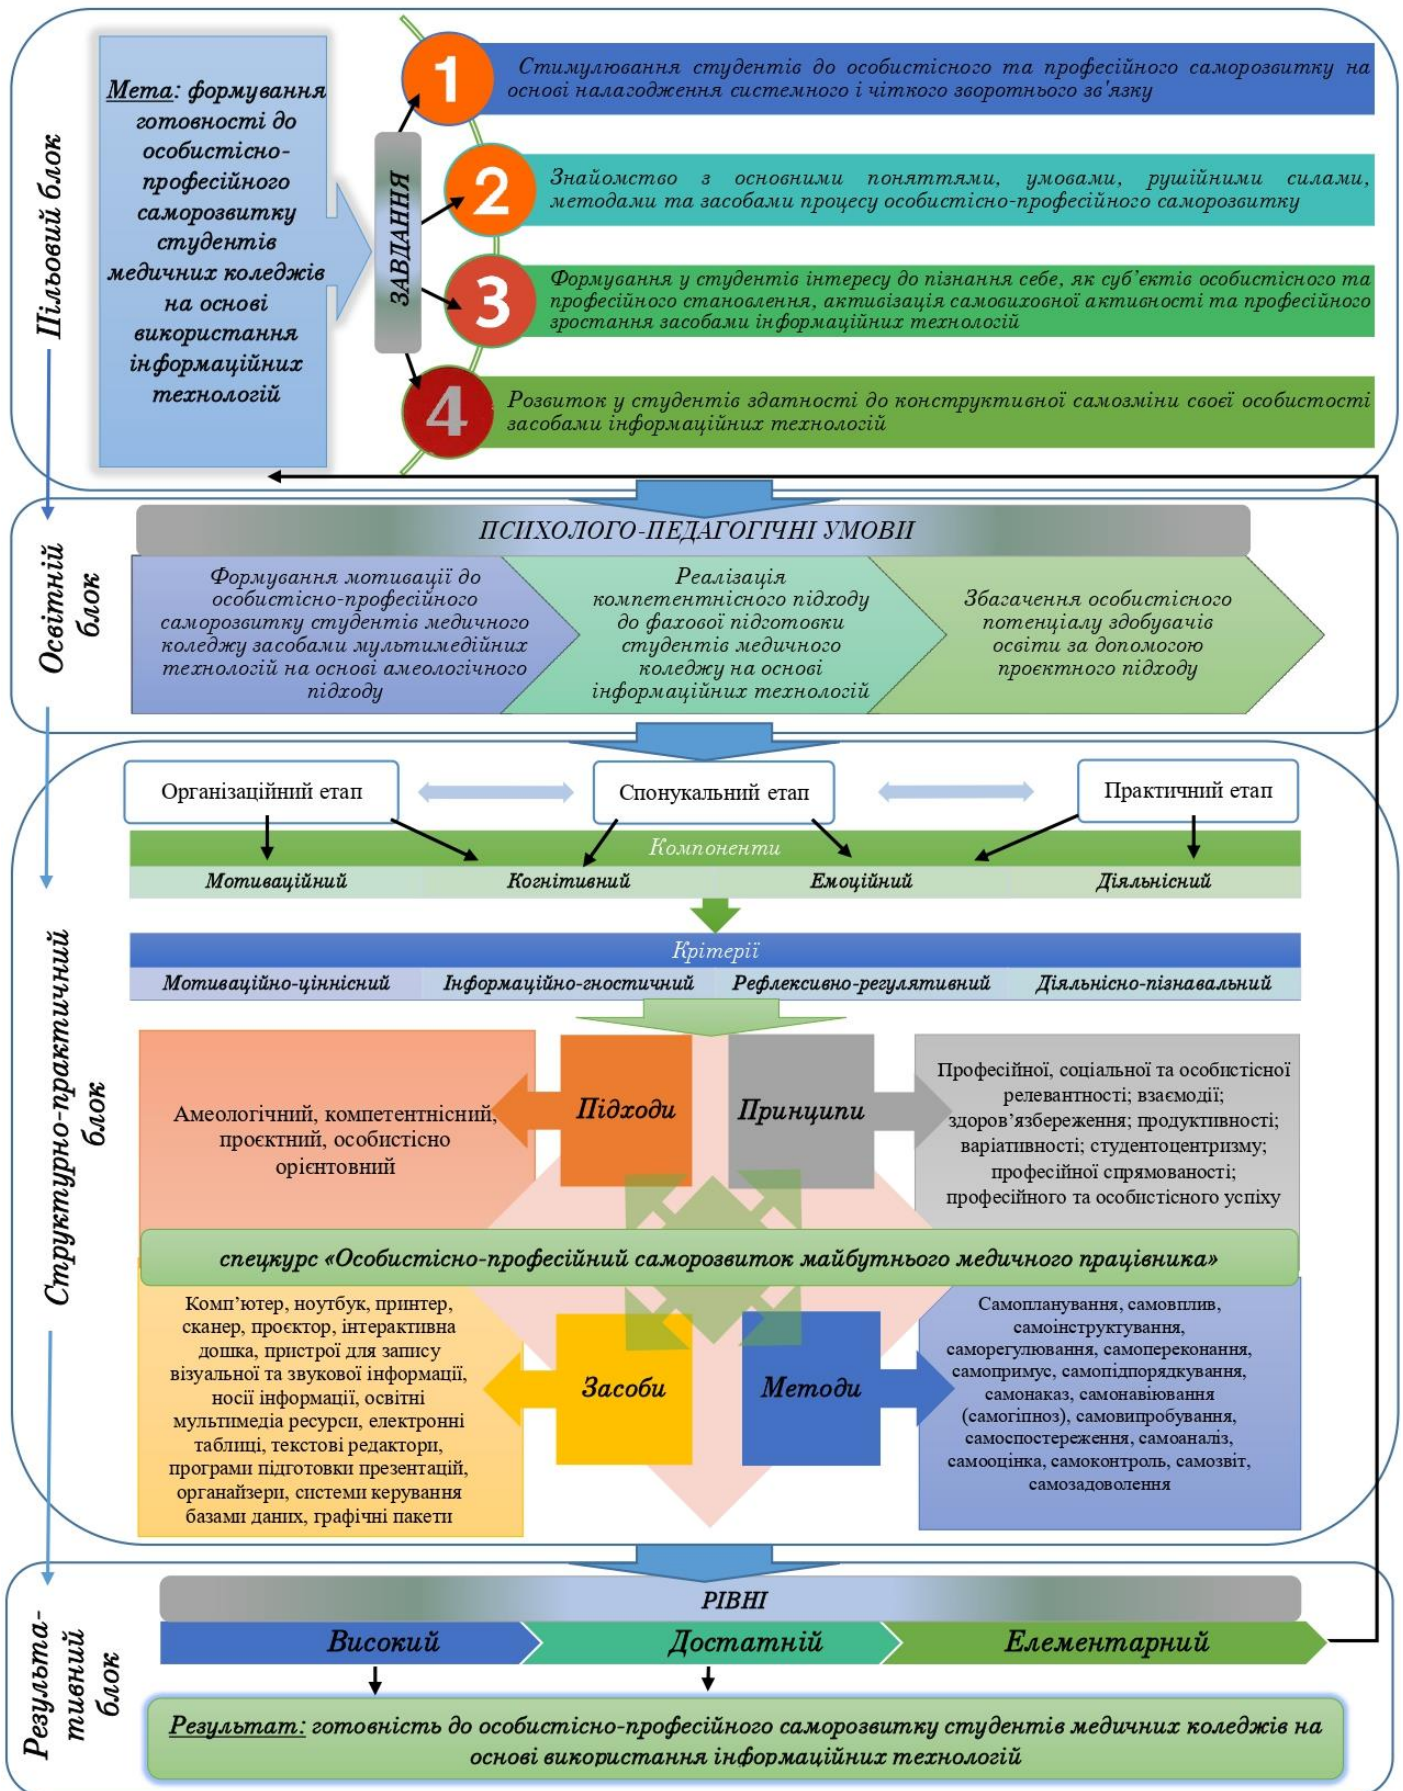 Цільовий блок
Мета: формування
готовності до
особистісно-
професійного
саморозвитку
студентів
медичних коледжів
на основі
використання
інформаційних
технологій
ЗАВДАННЯ
1
Стимулювання студентів до особистісного та професійного саморозвитку на
основі налагодження системного і чіткого зворотнього зв'язку
2
Знайомство з основними поняттями, умовами, рушійними силами,
методами та засобами процесу особистісно-професійного саморозвитку
3
Формування у студентів інтересу до пізнання себе, як суб’єктів особистісного та
професійного становлення, активізація самовиховної активності та професійного
зростання засобами інформаційних технологій
4
Розвиток у студентів здатності до конструктивної самозміни своєї особистості
засобами інформаційних технологій
Освітній
блок
ПСИХОЛОГО-ПЕДАГОГІЧНІ УМОВИ
Формування мотивації до
особистісно-професійного
саморозвитку студентів медичного
коледжу засобами мультимедійних
технологій на основі амеологічного
підходу
Реалізація
компетентнісного підходу
до фахової підготовки
студентів медичного
коледжу на основі
інформаційних технологій
Збагачення особистісного
потенціалу здобувачів
освіти за допомогою
проєктного підходу
Структурно-практичний
блок
Організаційний етап
Спонукальний етап
Практичний етап
Компоненти
Мотиваційний
Когнітивний
Емоційний
Діяльнісний
Крітерії
Мотиваційно-ціннісний
Інформаційно-гностичний
Рефлексивно-регулятивний
Діяльнісно-пізнавальний
Амеологічний, компетентнісний,
проєктний, особистісно
орієнтовний
Підходи
Принципи
Професійної, соціальної та особистісної
релевантності; взаємодії;
здоров’язбереження; продуктивності;
варіативності; студентоцентризму;
професійної спрямованості;
професійного та особистісного успіху
спецкурс «Особистісно-професійний саморозвиток майбутнього медичного працівника»
Комп’ютер, ноутбук, принтер,
сканер, проєктор, інтерактивна
дошка, пристрої для запису
візуальної та звукової інформації,
носії інформації, освітні
мультимедіа ресурси, електронні
таблиці, текстові редактори,
програми підготовки презентацій,
органайзери, системи керування
базами даних, графічні пакети
Засоби
Методи
Самопланування, самовплив,
самоінструктування,
саморегулювання, самопереконання,
самопримус, самопідпорядкування,
самонаказ, самонавіювання
(самогіпноз), самовипробування,
самоспостереження, самоаналіз,
самооцінка, самоконтроль, самозвіт,
самозадоволення
Результа-
тивний
блок
РІВНІ
Високий
Достатній
Елементарний
Результат: готовність до особистісно-професійного саморозвитку студентів медичних коледжів на
основі використання інформаційних технологій